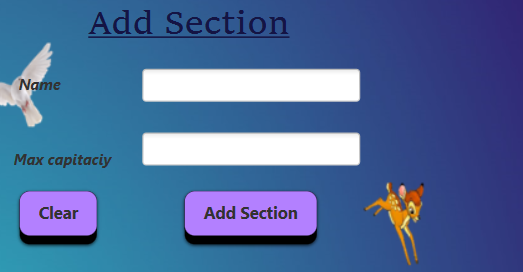 Add Section
Name
Max capitaciy
Clear
Add Section